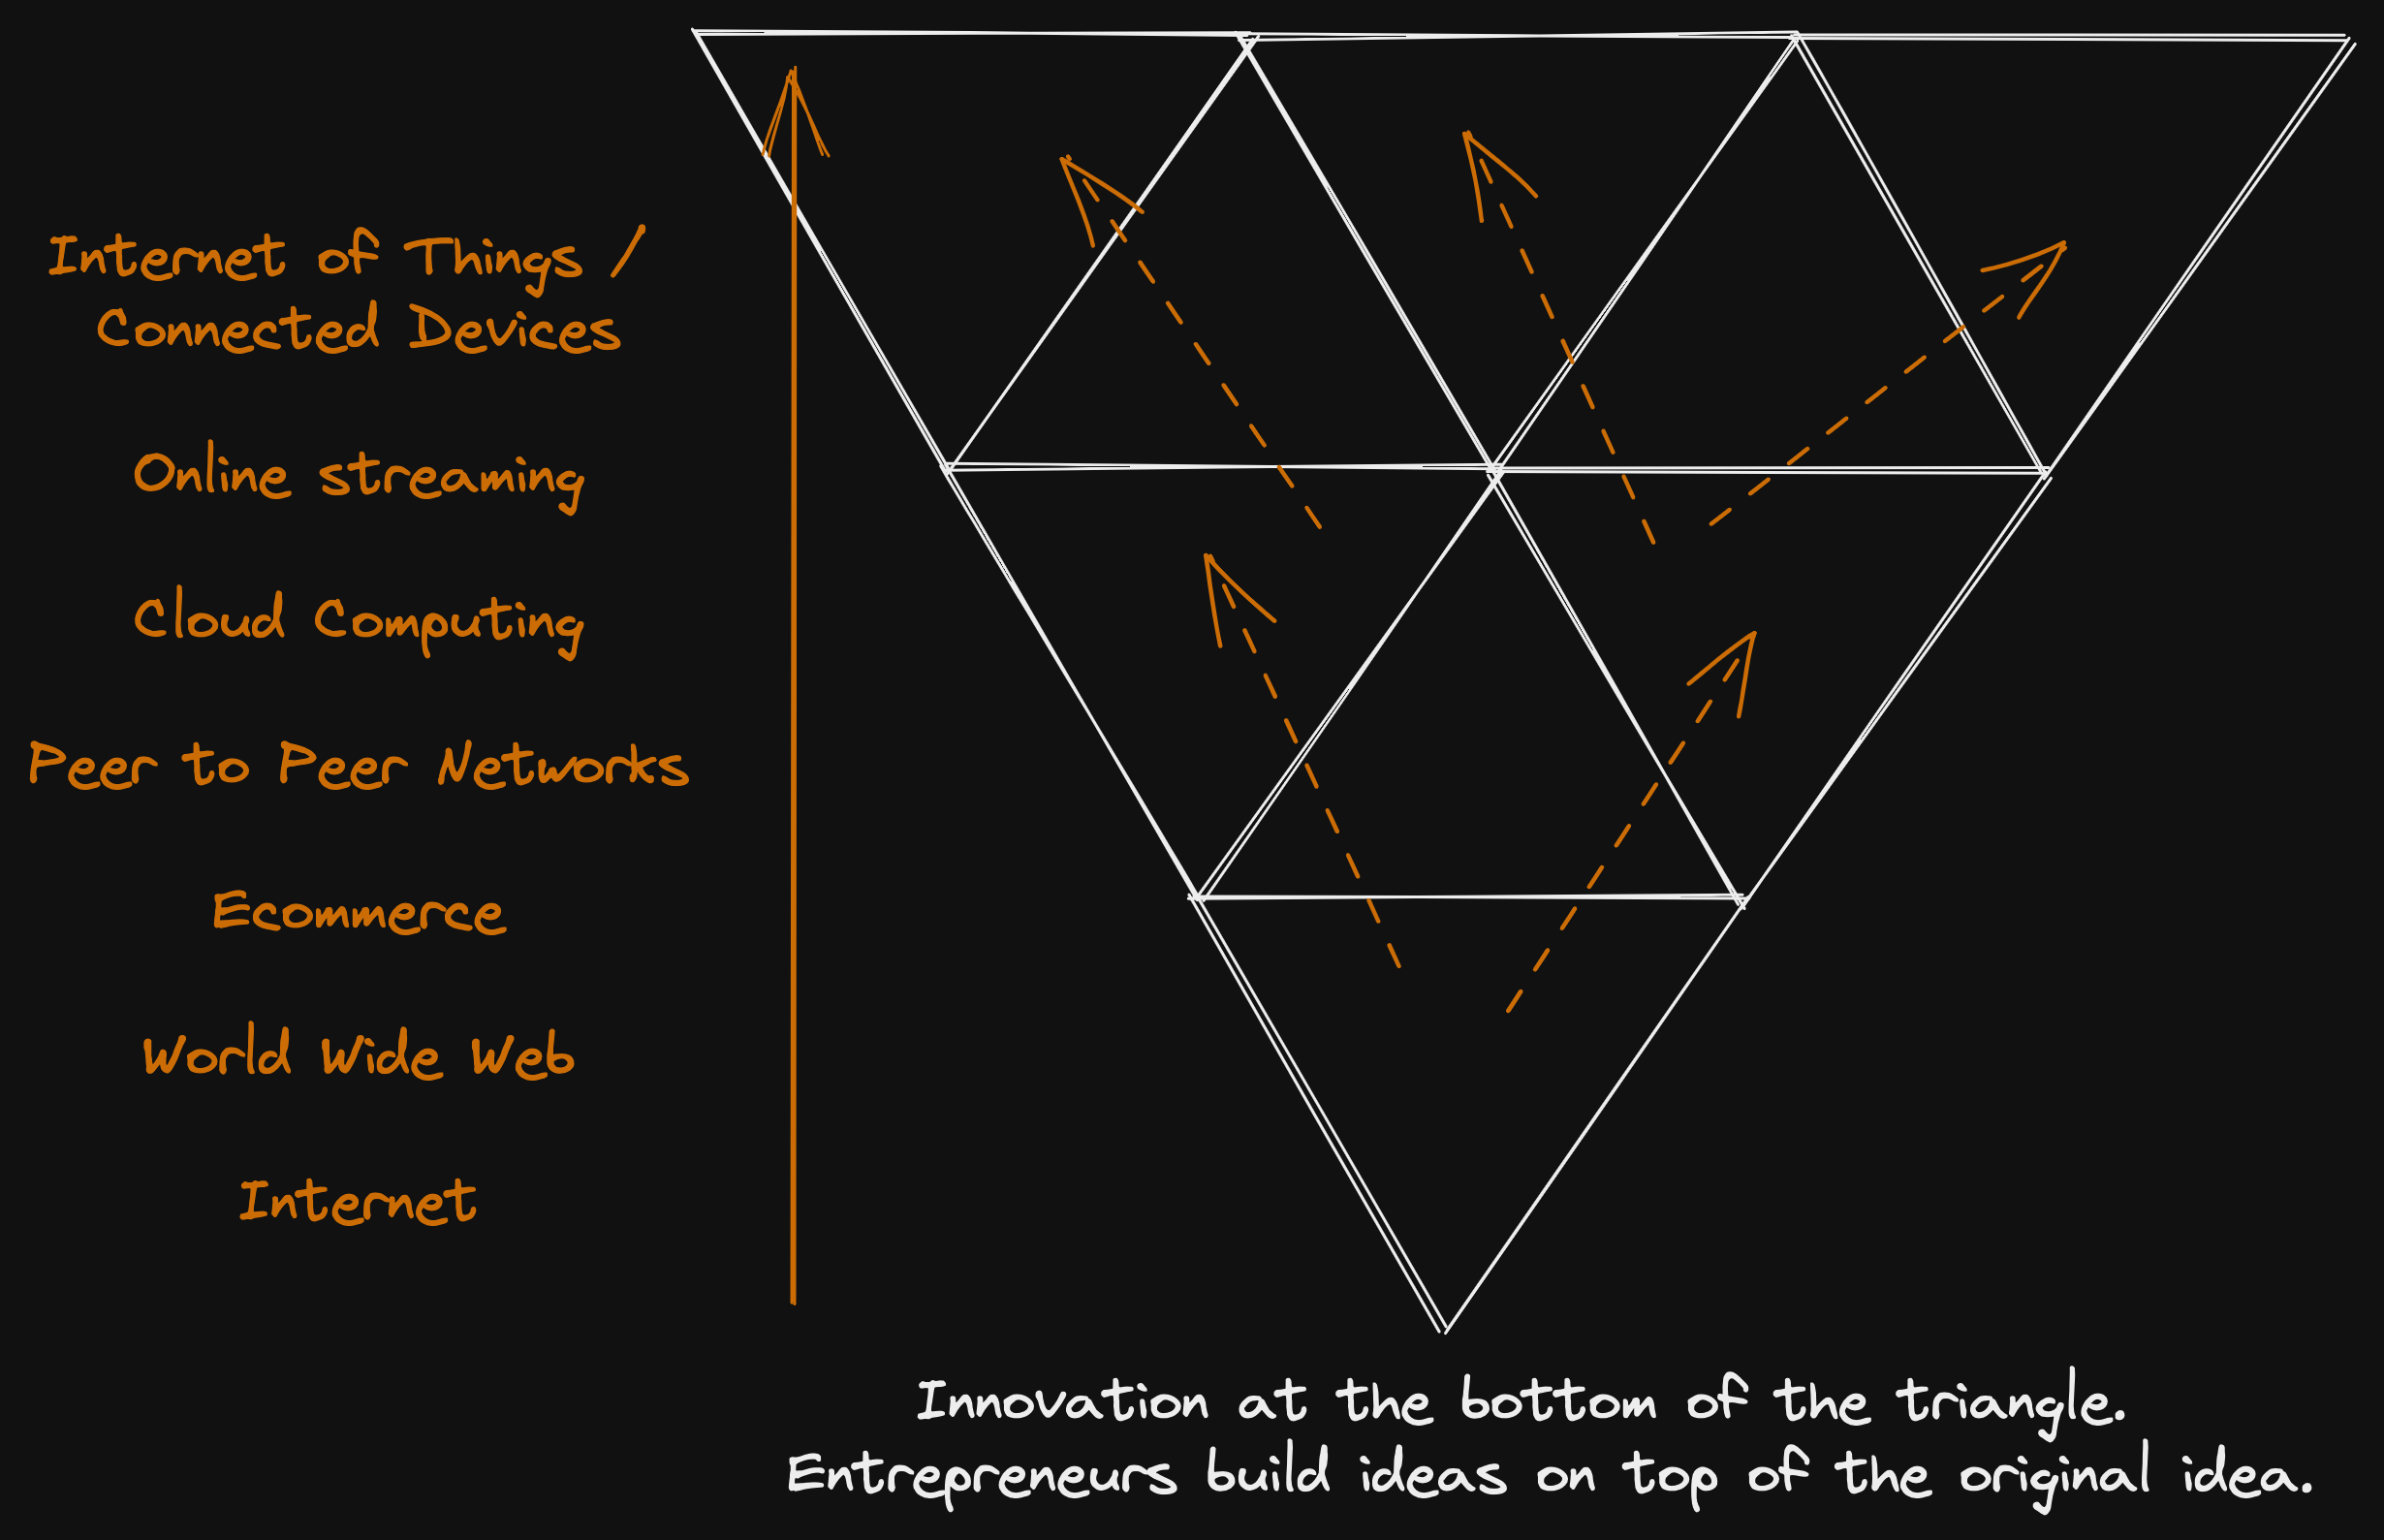 Internet of Things /
Connected Devices
Online streaming
Cloud Computing
Peer to Peer Networks
Ecommerce
World Wide Web
Internet
Innovation at the bottom of the triangle.
Entrepreneurs build ideas on top of the original idea.